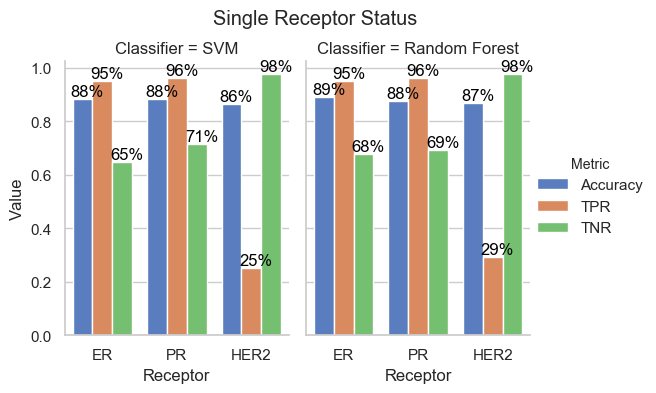 Single Receptor Status
Classifier = SVM
Classifier = Random Forest
1.0
0.8
0.6
0.4
0.2
0.0
Value
88%
95%
65%
88%
96%
71%
86%
25%
98%
89%
95%
68%
88%
96%
69%
87%
29%
98%
ER
PR
HER2
Receptor
ER
PR
HER2
Receptor
Metric
Accuracy
TPR
TNR